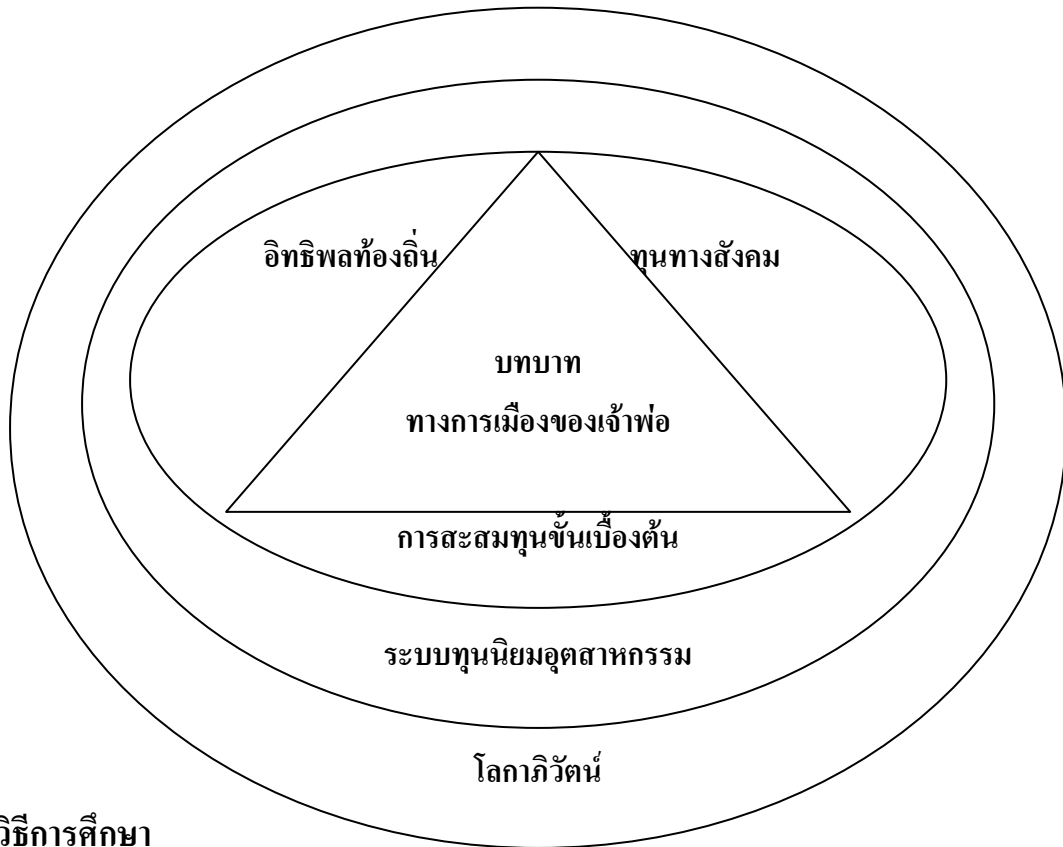 อิทธิพลท้องถิ่น
ทุนทางสังคม
บทบาท
ทางการเมืองของเจ้าพ่อ
การสะสมทุนขั้นเบื้องต้น
ระบบทุนนิยมอุตสาหกรรม
โลกาภิวัตน์
วิธีการศึกษา